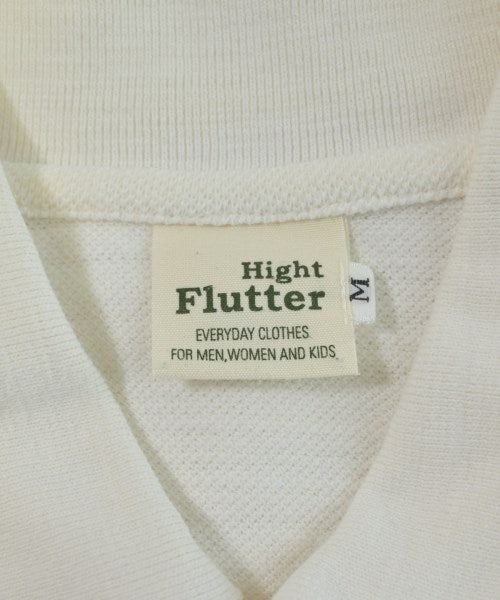 Hight
Flutter
M
EVERYDAY CLOTHES
FOR MEN,WOMEN AND KIDS.